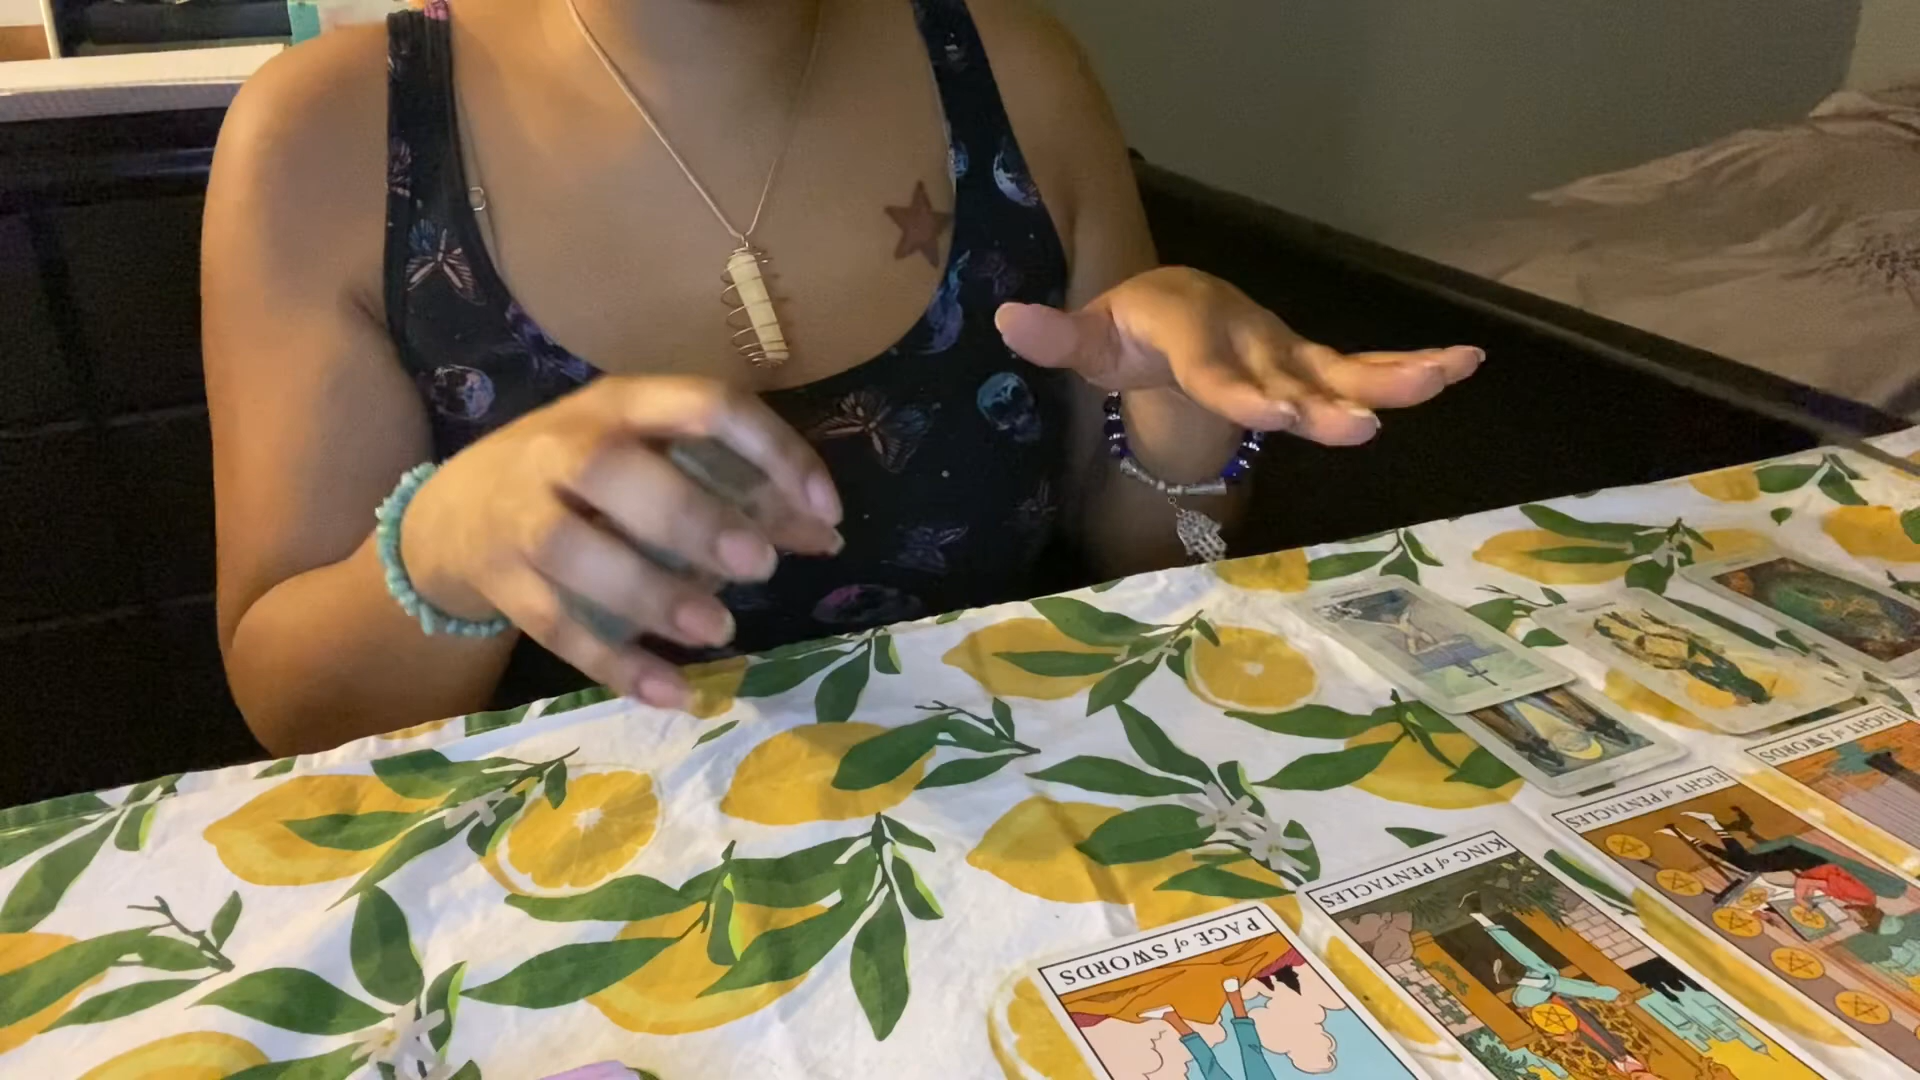 PAGE of SWORDS
KING of PENTACLES
EIGHT of PENTACLES
EIGHT of SWORDS